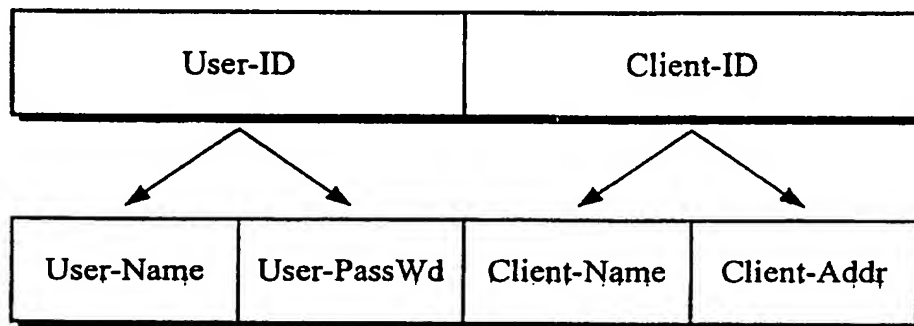 User-ID Client-ID
User-Name User-PassWd Client-Name Client-Addr